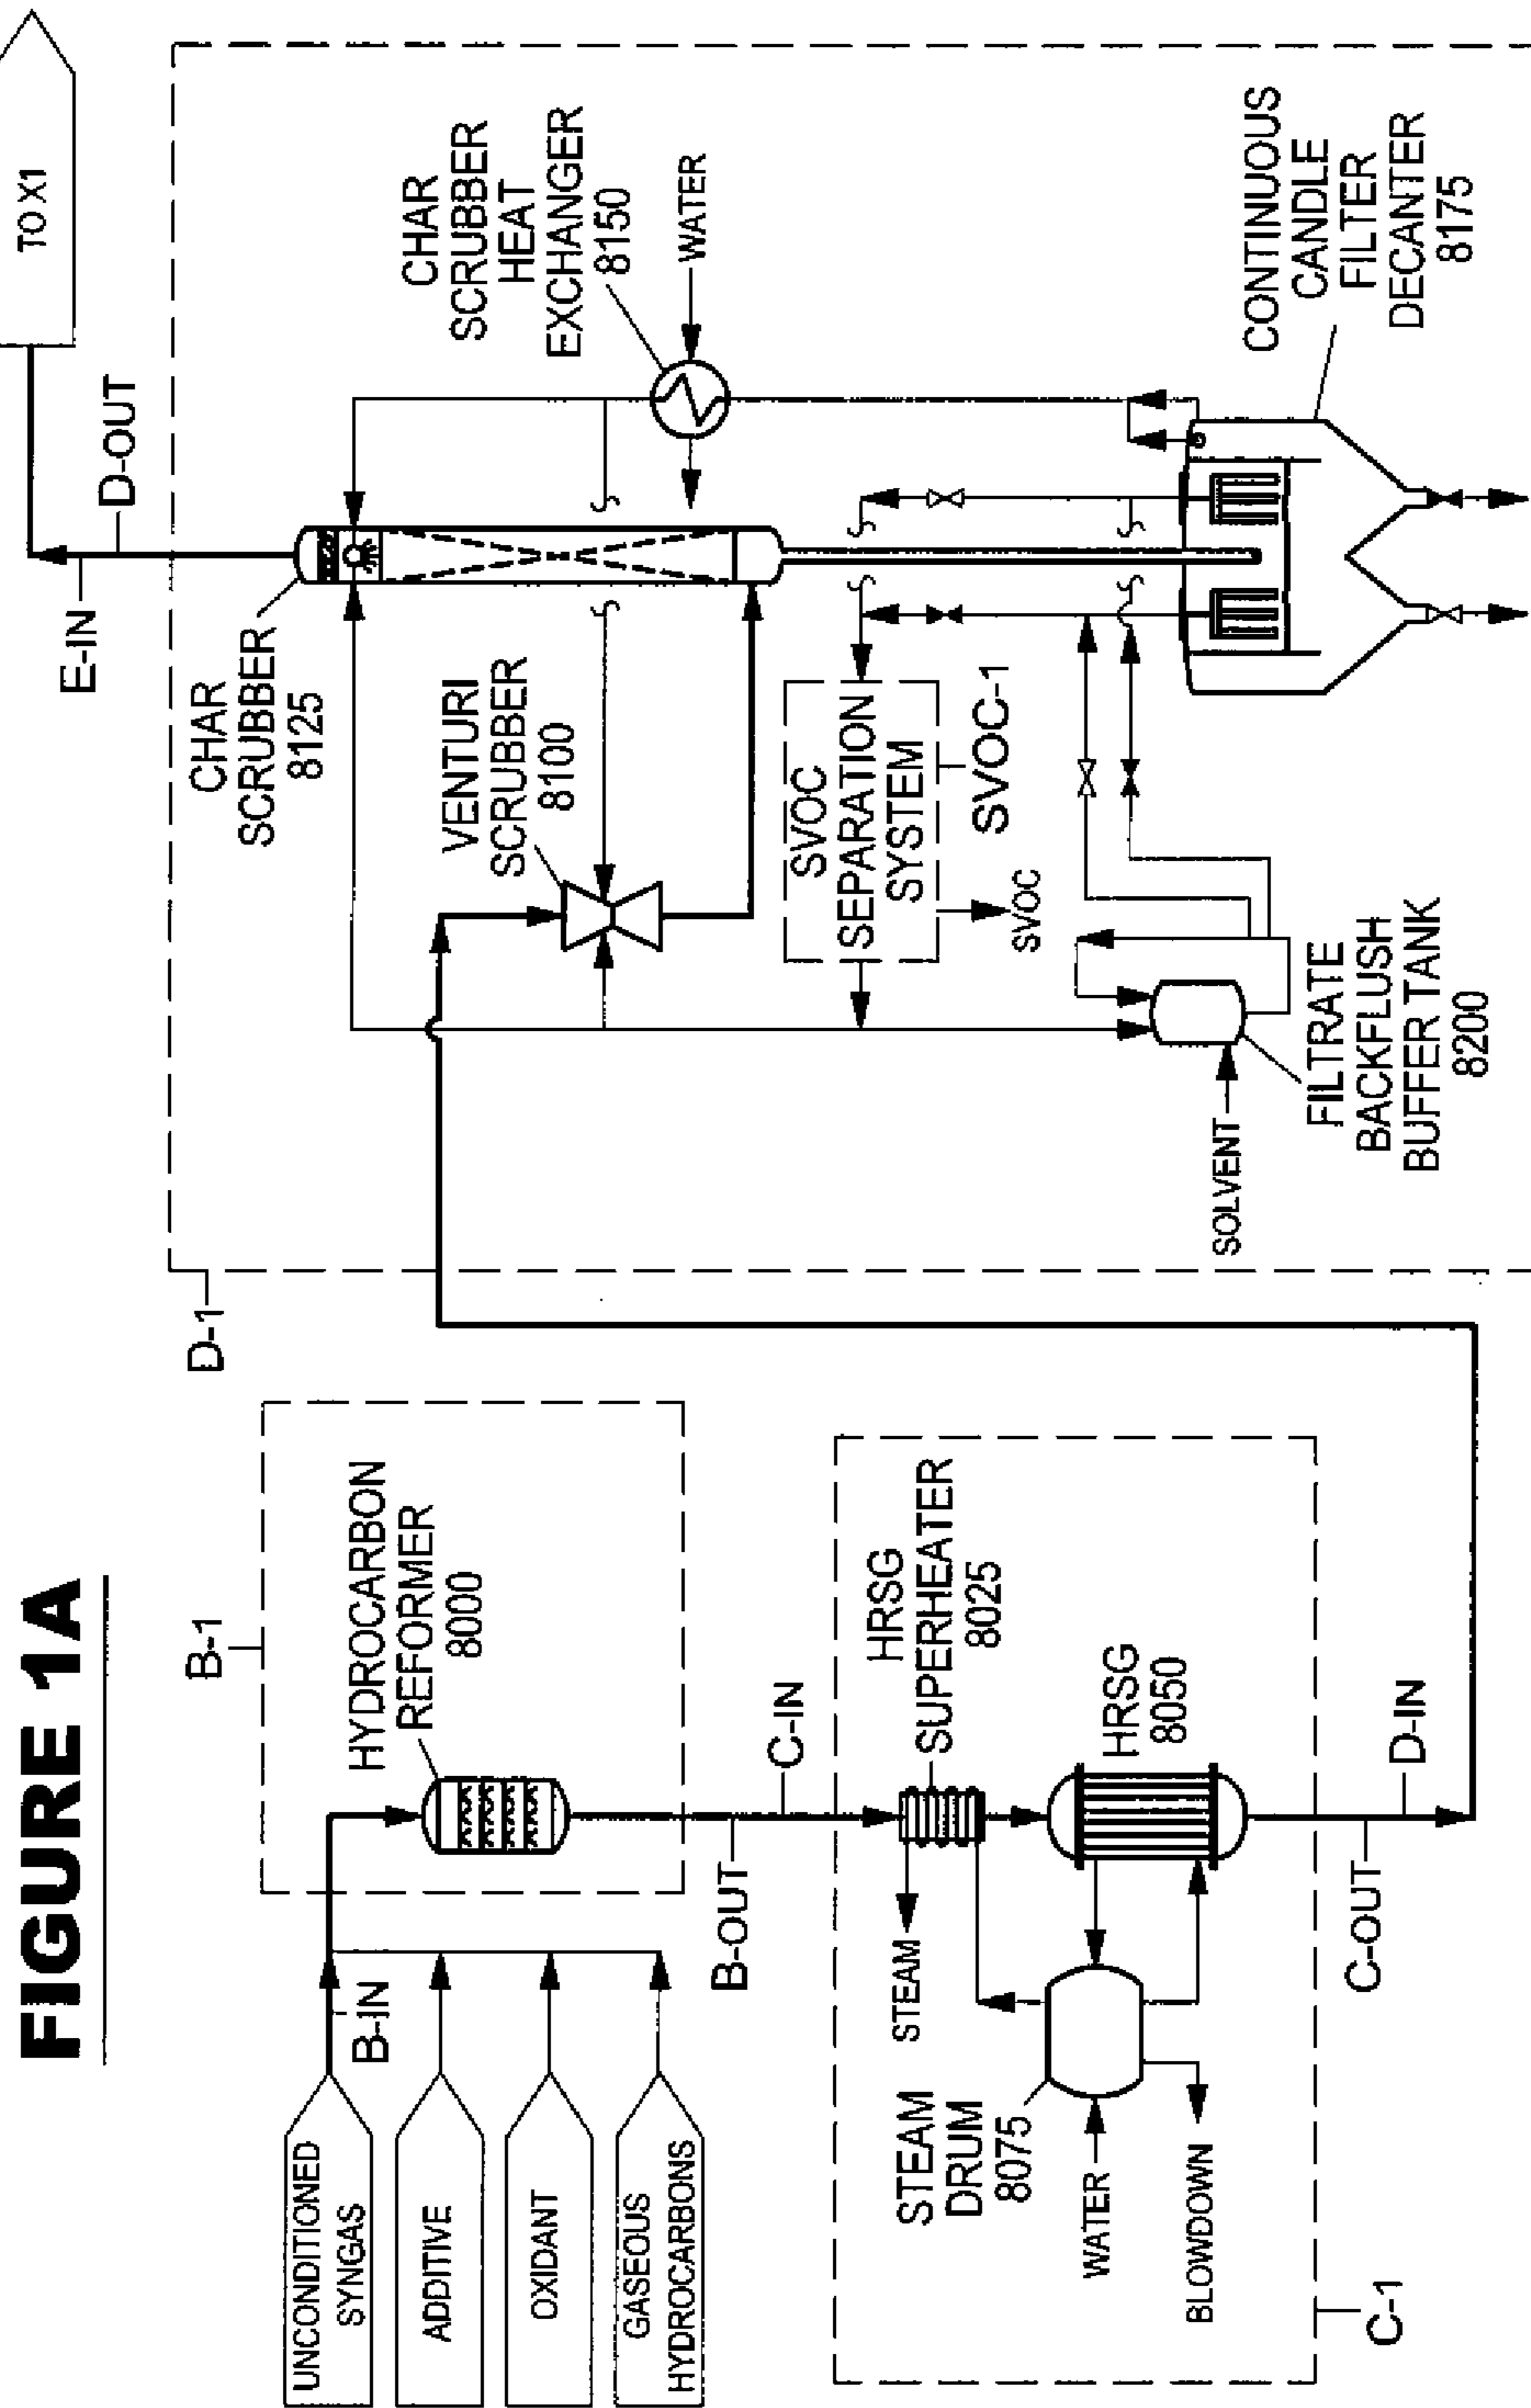 FIGURE 1A
UNCONDITIONED
SYNGAS
ADDITIVE
OXIDANT
GASEOUS
HYDROCARBONS
B-IN
B-1
HYDROCARBON
REFORMER
8000
B-OUT
C-IN
HRSG
SUPERHEATER
8025
STEAM
HRSG
8050
STEAM
DRUM
8075
WATER
BLOWDOWN
C-1
C-OUT
D-IN
D-1
E-IN
D-OUT
TO X1
CHAR
SCRUBBER
8125
VENTURI
SCRUBBER
8100
CHAR
SCRUBBER
HEAT
EXCHANGER
8150
WATER
SVOC
SEPARATION
SYSTEM
SVOC-1
SVOC
SOLVENT
FILTRATE
BACKFLUSH
BUFFER TANK
8200
CONTINUOUS
CANDLE
FILTER
DECANTER
8175